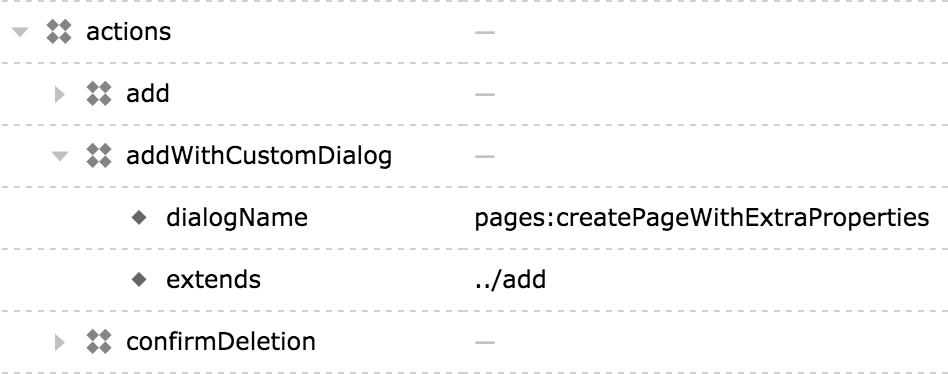 actions —
add —
addWithCustomDialog —
dialogName pages:createPageWithExtraProperties
extends ../add
confirmDeletion —